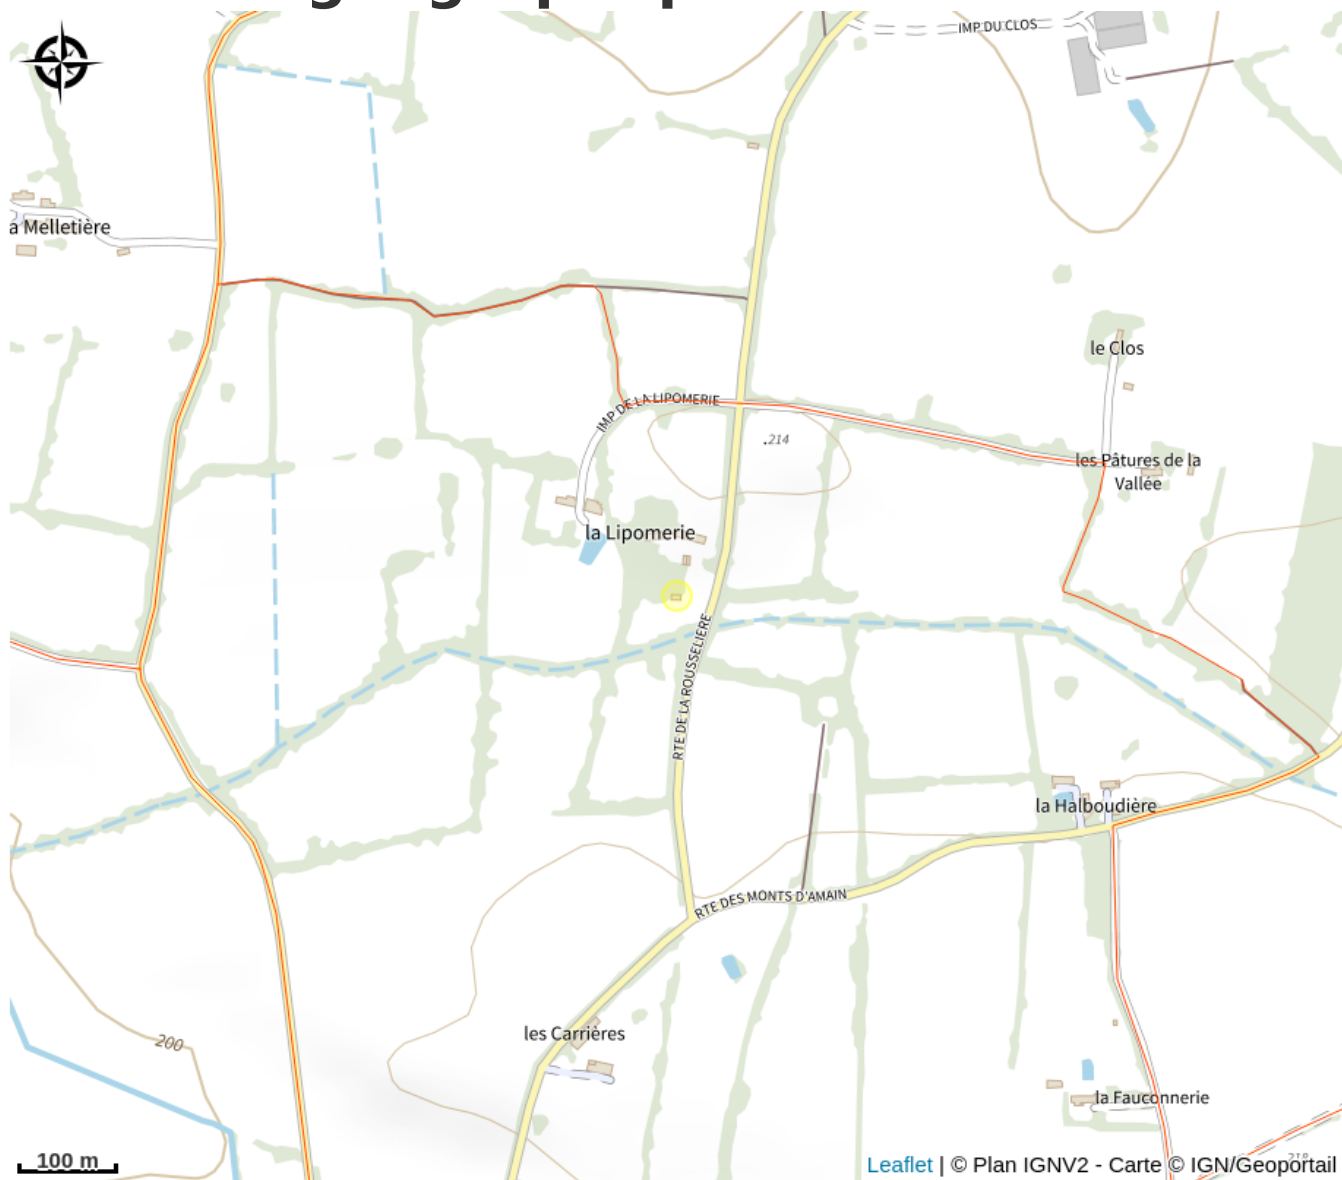 IMP DU CLOS
a Melletière
le Clos
IMP DE LA LIPOMERIE
.214
les Pâtures de la
Vallée
la Lipomerie
RTE DE LA ROUSSELIERE
la Halboudière
RTE DES MONTS D'AMAIN
200
les Carrières
la Fauconnerie
100 m
218
Leaflet | © Plan IGNV2 - Carte © IGN/Geoportail